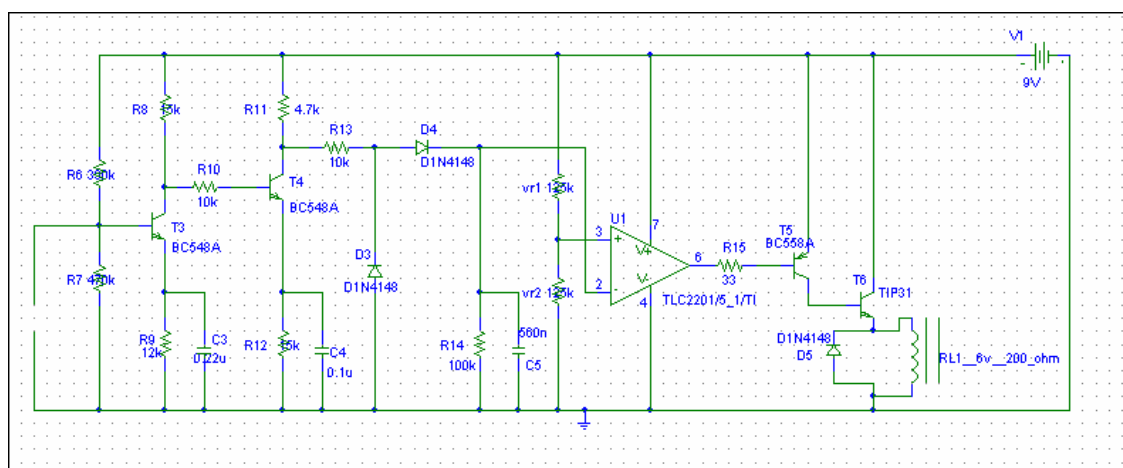 V1
9V
R8 15k
R11 4.7k
R13
10k
D4
D1N4148
R6 390k
R10
10k
T4
BC548A
vr1 125k
U1
7
T3
BC548A
3
+
V+
T5
BC558A
D3
D1N4148
R7 470k
6
R15
33
2
-
V-
4
TLC2201/5_1/TI
vr2 125k
T6
TIP31
R9
12k
C3
0.22u
R12 15k
C4
0.1u
R14
100k
560n
C5
D1N4148
D5
RL1__6v__200_ohm